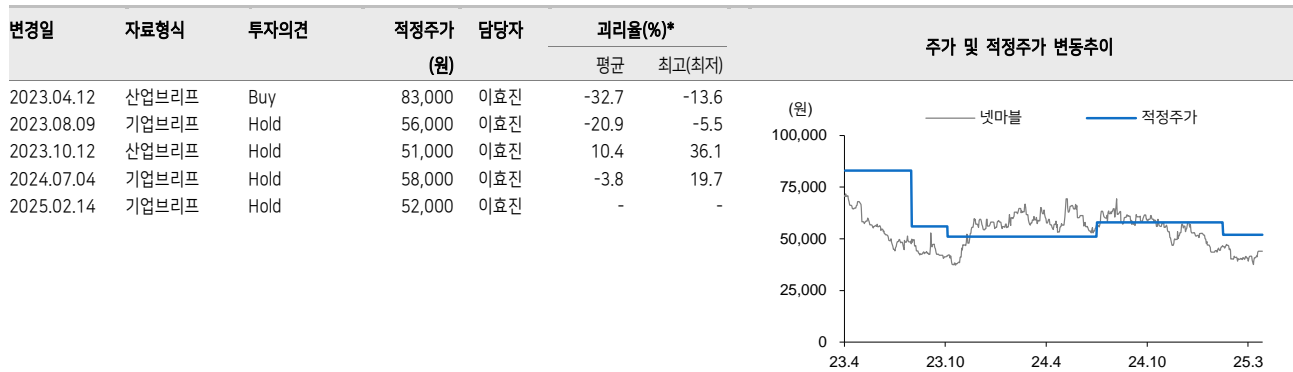 변경일 자료형식 투자의견 적정주가 담당자 괴리율(%)* 주가 및 적정주가 변동추이
(원) 평균 최고(최저)
2023.04.12 산업브리프 Buy 83,000 이효진 -32.7 -13.6
2023.08.09 기업브리프 Hold 56,000 이효진 -20.9 -5.5
2023.10.12 산업브리프 Hold 51,000 이효진 10.4 36.1
2024.07.04 기업브리프 Hold 58,000 이효진 -3.8 19.7
2025.02.14 기업브리프 Hold 52,000 이효진 - -
(원) 넷마블 적정주가
100,000
75,000
50,000
25,000
0
23.4 23.10 24.4 24.10 25.3